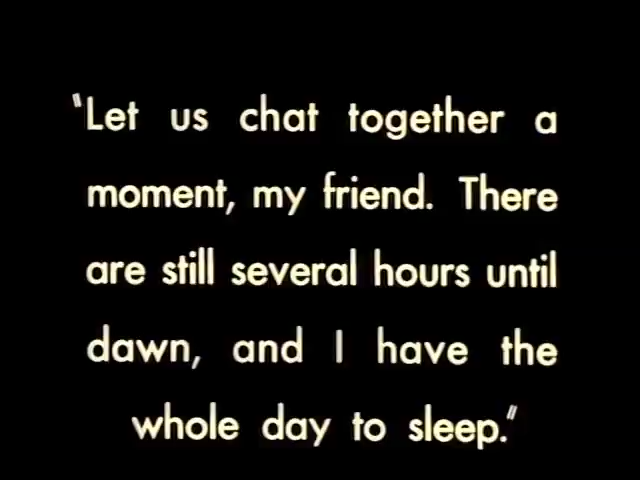 "Let us chat together a
moment, my friend. There
are still several hours until
dawn, and I have the
whole day to sleep."